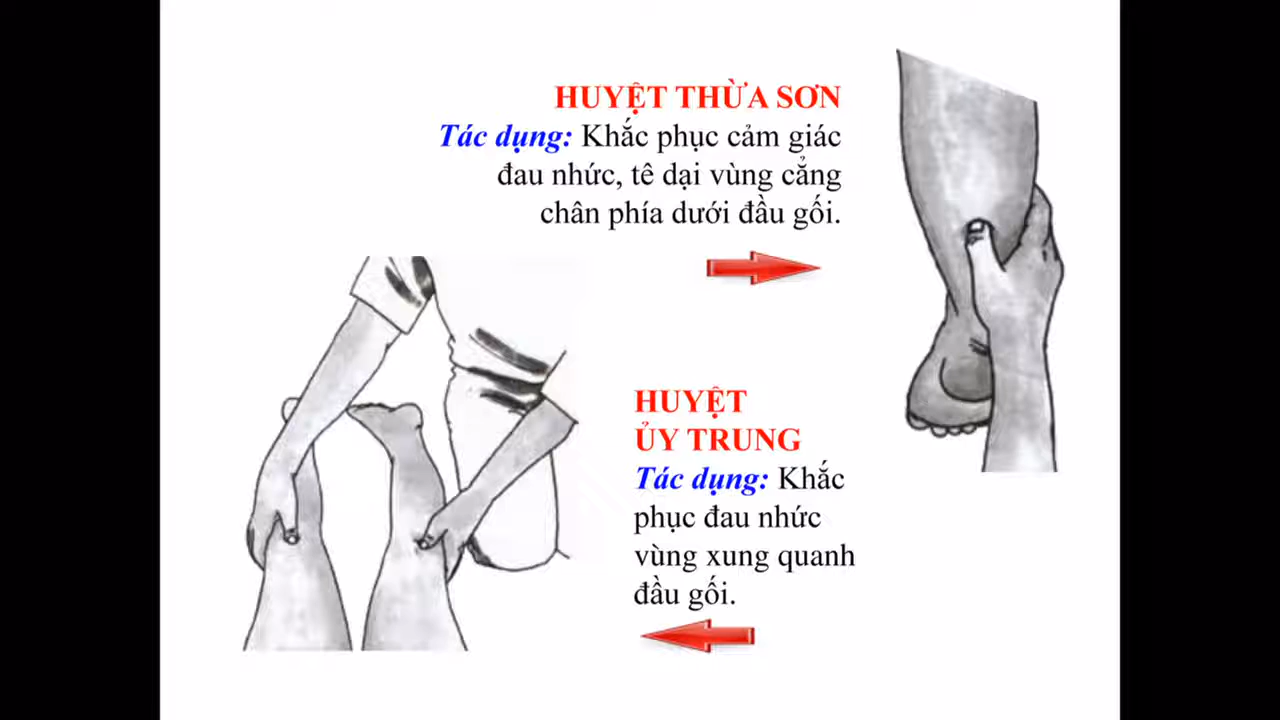 HUYỆT THỪA SƠN
Tác dụng: Khắc phục cảm giác
đau nhức, tê dại vùng cẳng
chân phía dưới đầu gối.
HUYỆT
ỦY TRUNG
Tác dụng: Khắc
phục đau nhức
vùng xung quanh
đầu gối.